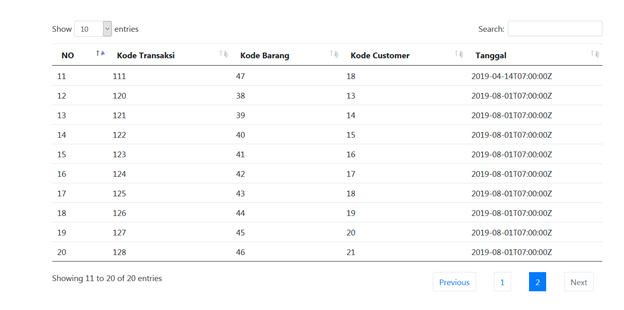 Show 10 entries Search:
NO Kode Transaksi Kode Barang Kode Customer Tanggal
11 111 47 18 2019-04-14T07:00:00Z
12 120 38 13 2019-08-01T07:00:00Z
13 121 39 14 2019-08-01T07:00:00Z
14 122 40 15 2019-08-01T07:00:00Z
15 123 41 16 2019-08-01T07:00:00Z
16 124 42 17 2019-08-01T07:00:00Z
17 125 43 18 2019-08-01T07:00:00Z
18 126 44 19 2019-08-01T07:00:00Z
19 127 45 20 2019-08-01T07:00:00Z
20 128 46 21 2019-08-01T07:00:00Z
Showing 11 to 20 of 20 entries Previous 1 2 Next